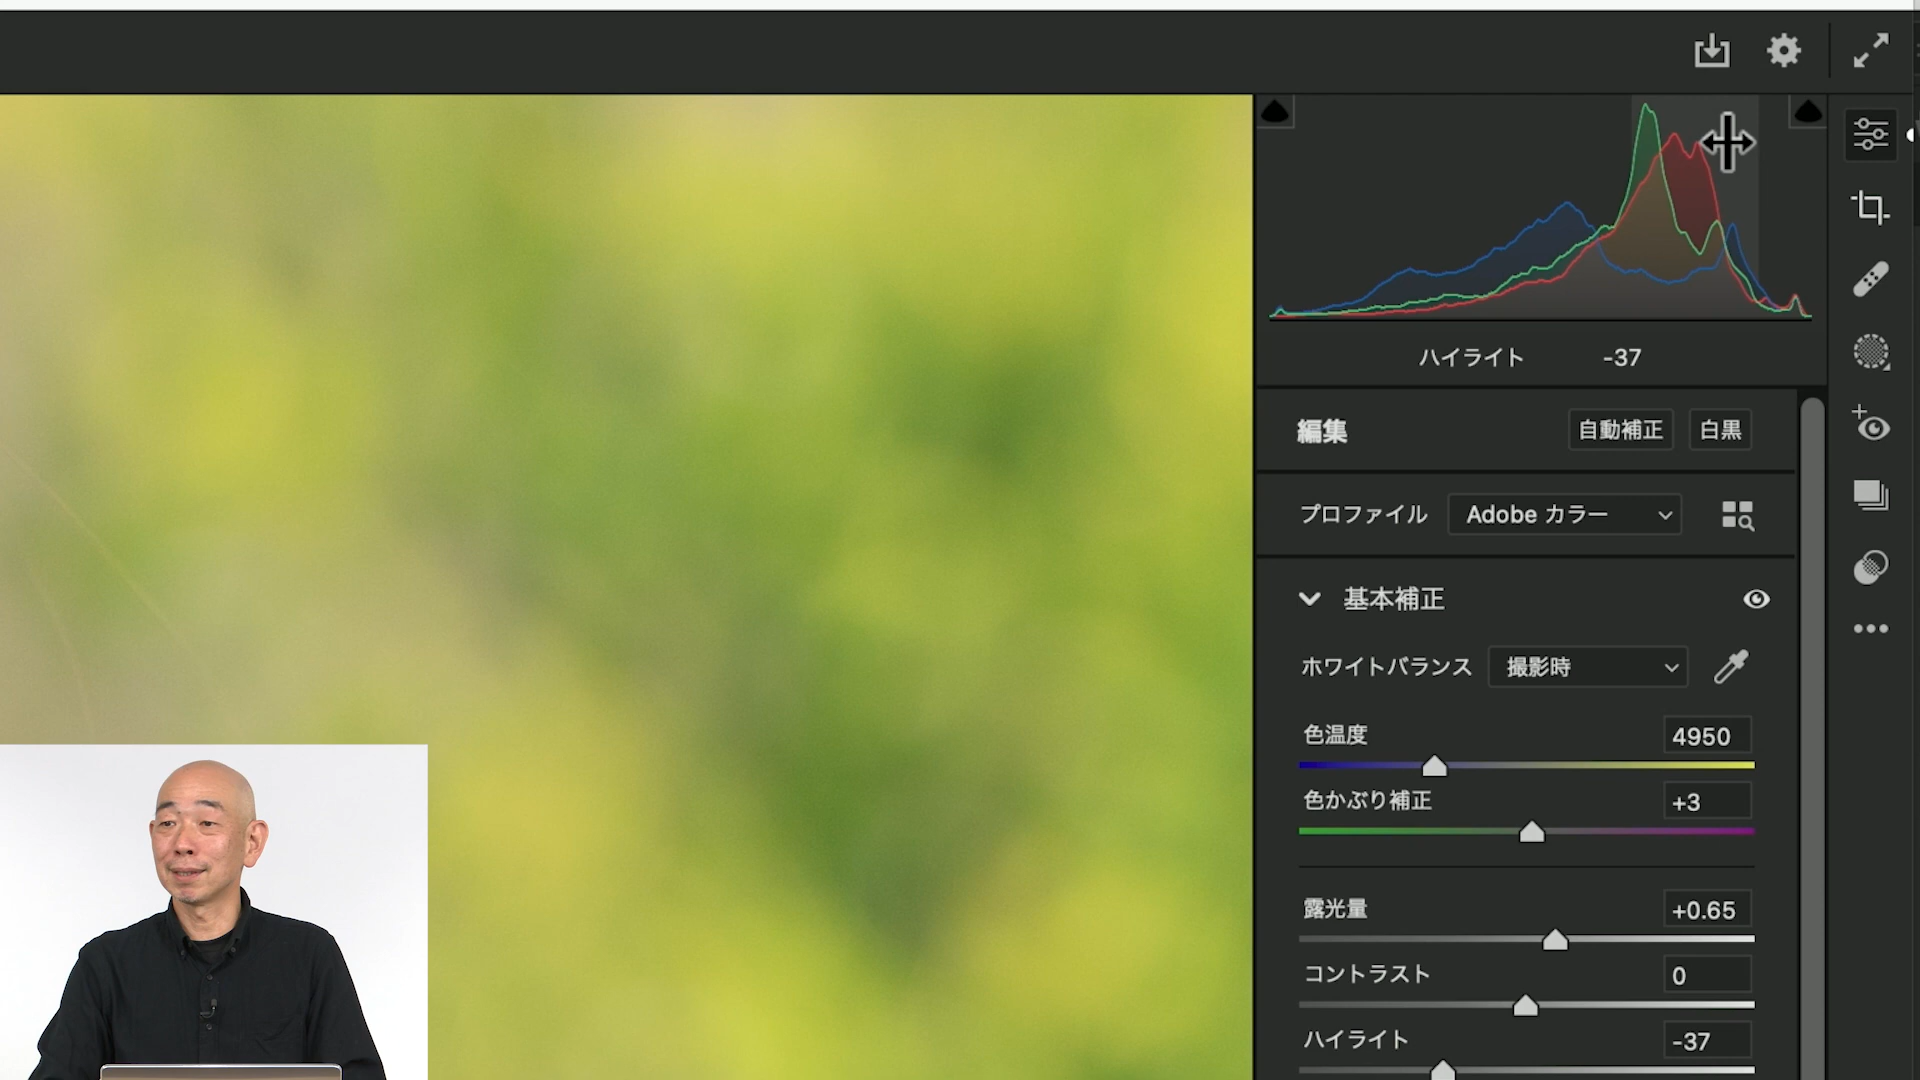 ハイライト -37
編集 自動補正 白黒
プロファイル Adobe カラー
基本補正
ホワイトバランス 撮影時
色温度 4950
色かぶり補正 +3
露光量 +0.65
コントラスト 0
ハイライト -37